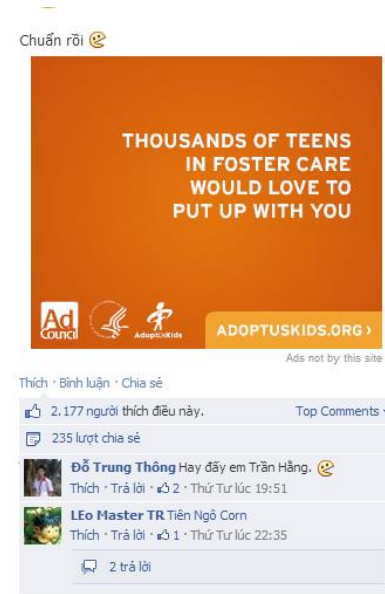 Chuẩn rồi
THOUSANDS OF TEENS
IN FOSTER CARE
WOULD LOVE TO
PUT UP WITH YOU
Ad
Council
AdoptUsKids
ADOPTUSKIDS.ORG ›
Ads not by this site
Thích · Bình luận · Chia sẻ
2.177 người thích điều này.
Top Comments
235 lượt chia sẻ
Đỗ Trung Thông Hay đấy em Trần Hằng.
Thích · Trả lời · 2 · Thứ Tư lúc 19:51
LEo Master TR Tiên Ngô Corn
Thích · Trả lời · 1 · Thứ Tư lúc 22:35
2 trả lời